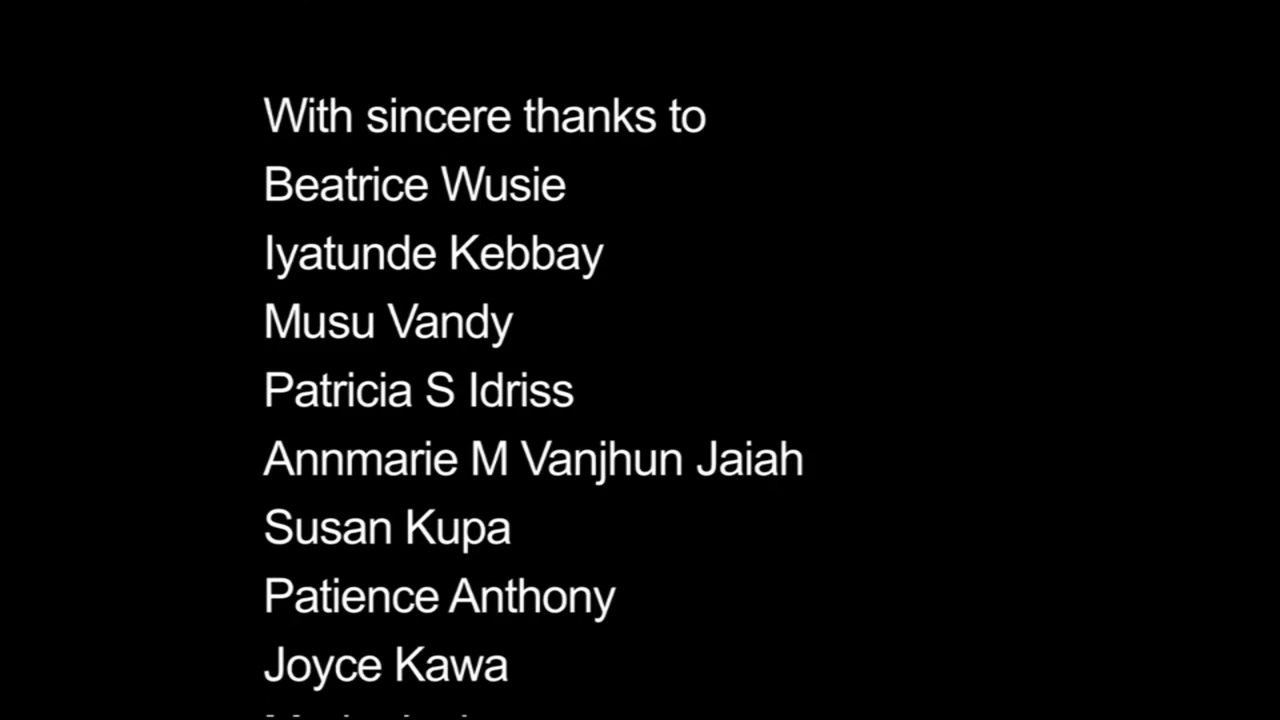 With sincere thanks to
Beatrice Wusie
Iyatunde Kebbay
Musu Vandy
Patricia S Idriss
Annmarie M Vanjhun Jaiah
Susan Kupa
Patience Anthony
Joyce Kawa